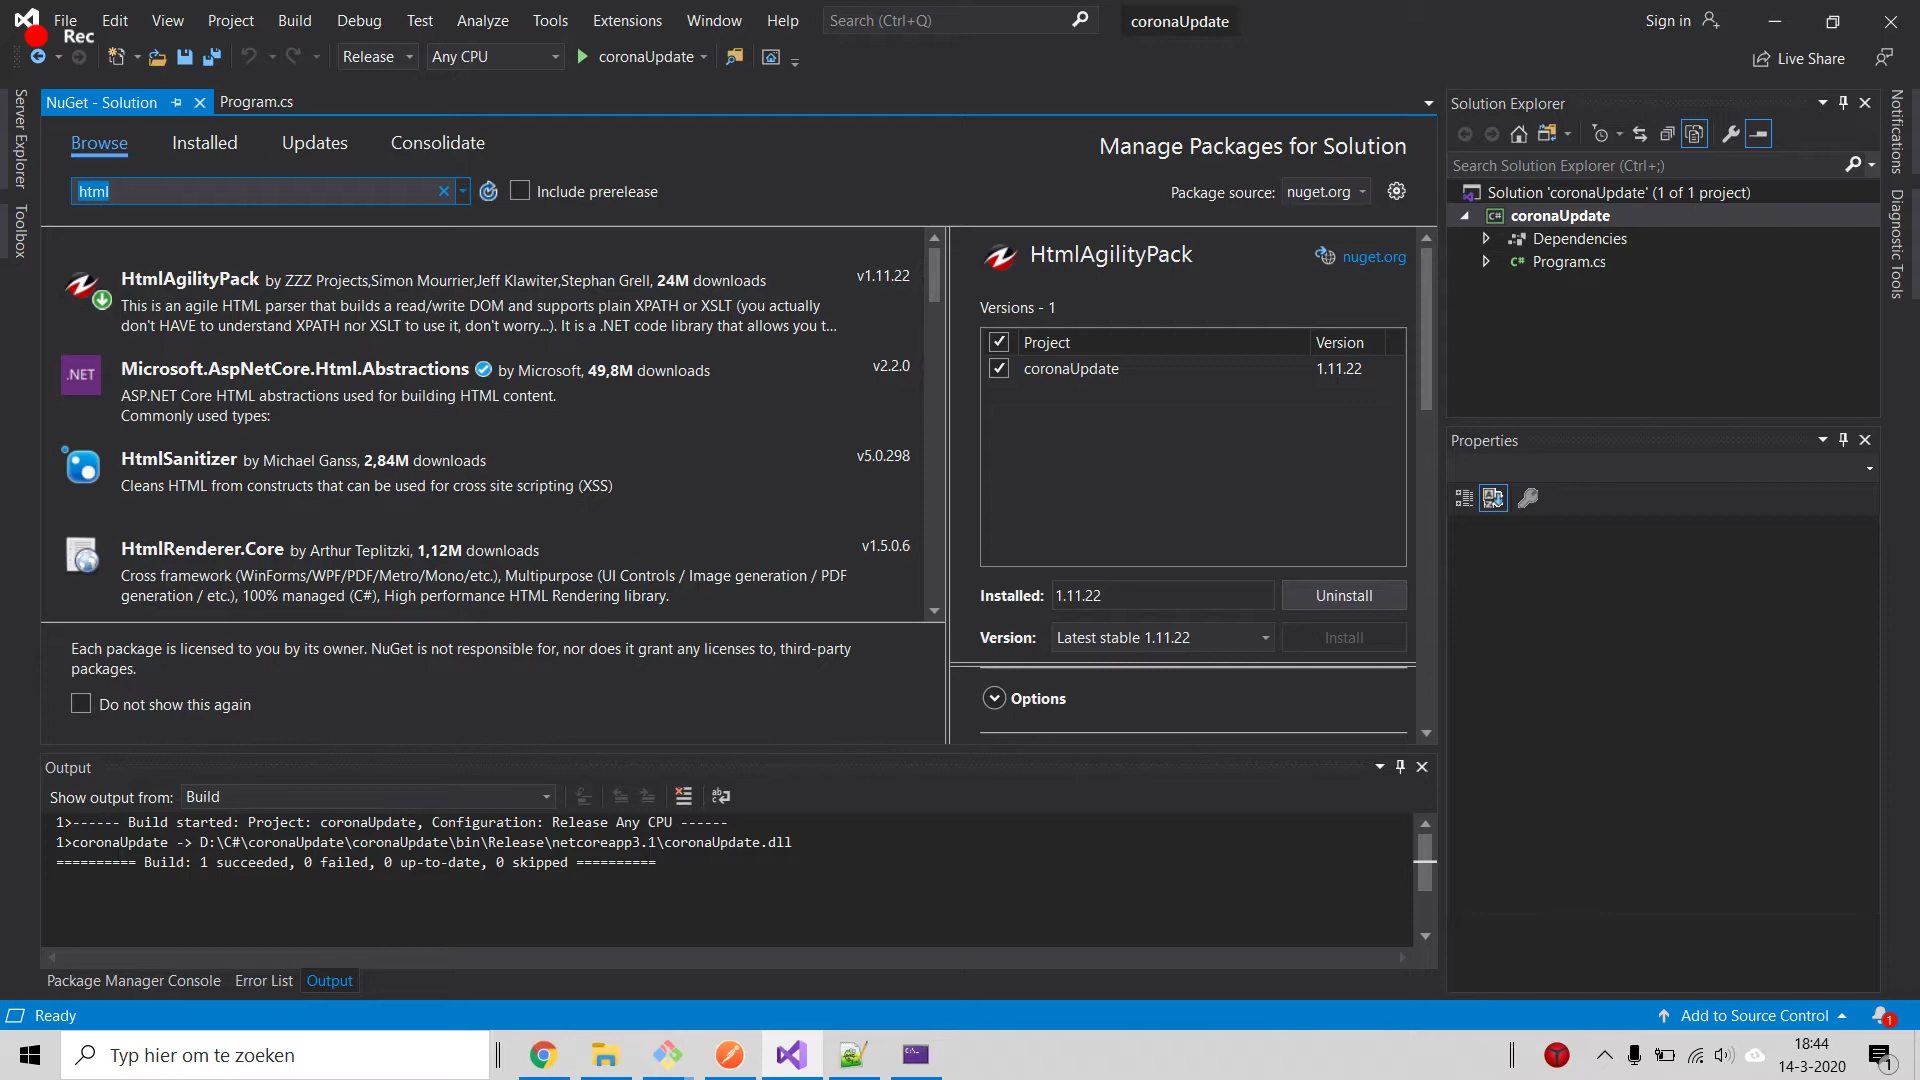 File Edit View Project Build Debug Test Analyze Tools Extensions Window Help Search (Ctrl+Q) coronaUpdate Sign in
Rec
Release Any CPU coronaUpdate Live Share
Server Explorer
Toolbox
NuGet - Solution Program.cs
Browse Installed Updates Consolidate Manage Packages for Solution
html Include prerelease Package source: nuget.org
HtmlAgilityPack by ZZZ Projects,Simon Mourrier,Jeff Klawiter,Stephan Grell, 24M downloads v1.11.22
This is an agile HTML parser that builds a read/write DOM and supports plain XPATH or XSLT (you actually
don't HAVE to understand XPATH nor XSLT to use it, don't worry...). It is a .NET code library that allows you t...
.NET Microsoft.AspNetCore.Html.Abstractions by Microsoft, 49,8M downloads v2.2.0
ASP.NET Core HTML abstractions used for building HTML content.
Commonly used types:
HtmlSanitizer by Michael Ganss, 2,84M downloads v5.0.298
Cleans HTML from constructs that can be used for cross site scripting (XSS)
HtmlRenderer.Core by Arthur Teplitzki, 1,12M downloads v1.5.0.6
Cross framework (WinForms/WPF/PDF/Metro/Mono/etc.), Multipurpose (UI Controls / Image generation / PDF
generation / etc.), 100% managed (C#), High performance HTML Rendering library.
Each package is licensed to you by its owner. NuGet is not responsible for, nor does it grant any licenses to, third-party
packages.
Do not show this again
HtmlAgilityPack nuget.org
Versions - 1
Project Version
coronaUpdate 1.11.22
Installed: 1.11.22 Uninstall
Version: Latest stable 1.11.22 Install
Options
Output
Show output from: Build
1>------ Build started: Project: coronaUpdate, Configuration: Release Any CPU ------
1>coronaUpdate -> D:\C#\coronaUpdate\coronaUpdate\bin\Release\netcoreapp3.1\coronaUpdate.dll
========== Build: 1 succeeded, 0 failed, 0 up-to-date, 0 skipped ==========
Package Manager Console Error List Output
Solution Explorer
Search Solution Explorer (Ctrl+;)
Solution 'coronaUpdate' (1 of 1 project)
C# coronaUpdate
Dependencies
C# Program.cs
Properties
Notifications
Diagnostic Tools
Ready Add to Source Control 1
Typ hier om te zoeken
18:44
14-3-2020
1